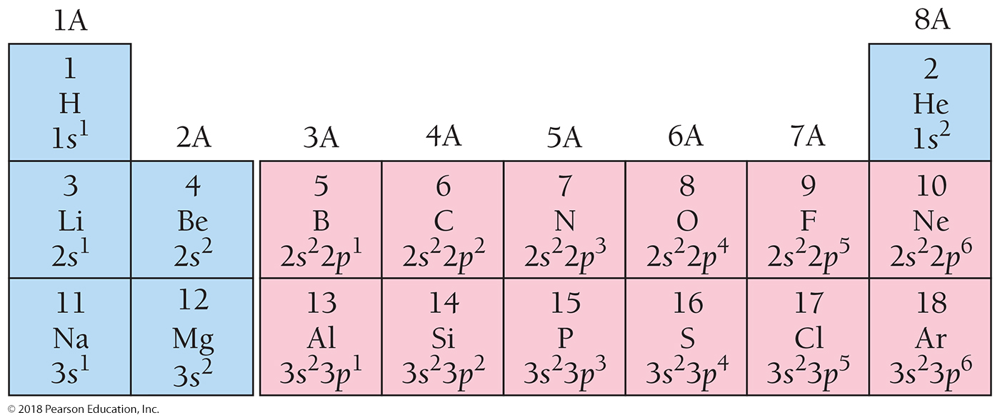 1A 8A
1 2
H He
1s¹ 2A 3A 4A 5A 6A 7A 1s²
3 4 5 6 7 8 9 10
Li Be B C N O F Ne
2s¹ 2s² 2s²2p¹ 2s²2p² 2s²2p³ 2s²2p⁴ 2s²2p⁵ 2s²2p⁶
11 12 13 14 15 16 17 18
Na Mg Al Si P S Cl Ar
3s¹ 3s² 3s²3p¹ 3s²3p² 3s²3p³ 3s²3p⁴ 3s²3p⁵ 3s²3p⁶
© 2018 Pearson Education, Inc.